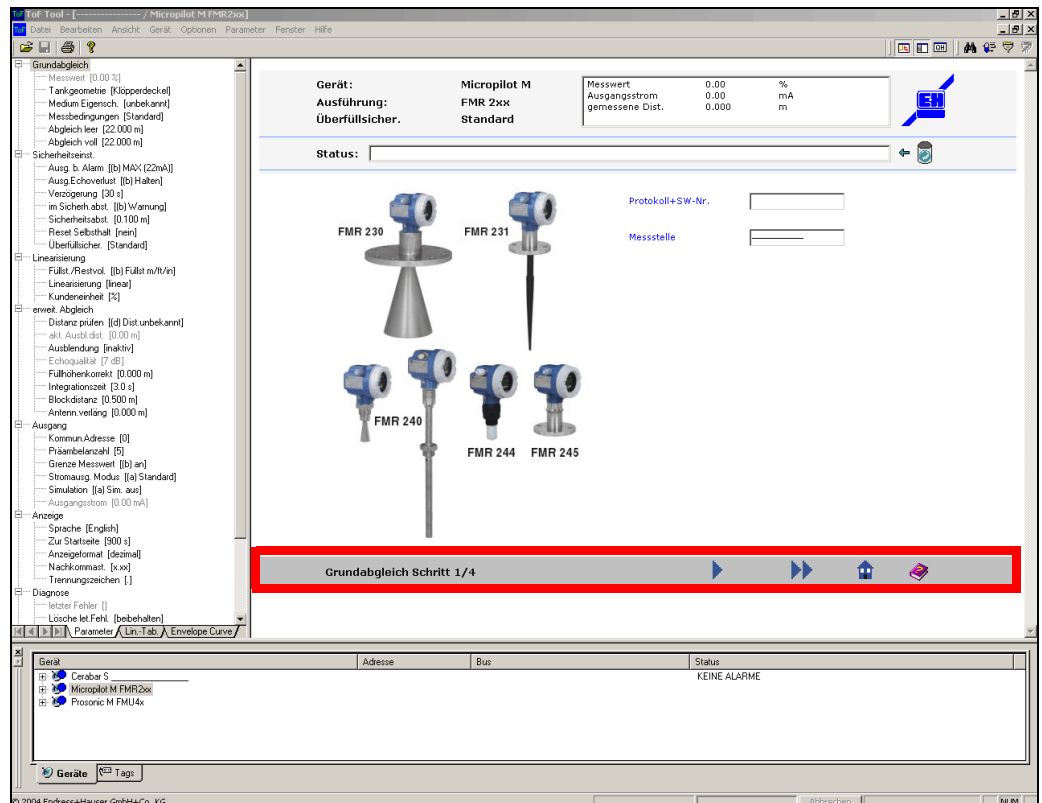 ToF Tool - [---------------- / Micropilot M FMR2xx]
Datei Bearbeiten Ansicht Gerät Optionen Parameter Fenster Hilfe
Grundabgleich
Messwert [0.00 %]
Tankgeometrie [Klöpperdeckel]
Medium Eigensch. [unbekannt]
Messbedingungen [Standard]
Abgleich leer [22.000 m]
Abgleich voll [22.000 m]
Sicherheitseinst.
Ausg. b. Alarm [(b) MAX (22mA)]
Ausg.Echoverlust [(b) Halten]
Verzögerung [30 s]
im Sicherh.abst. [(b) Warnung]
Sicherheitsabst. [0.100 m]
Reset Selbsthalt [nein]
Überfüllsicher. [Standard]
Linearisierung
Füllst./Restvol. [(b) Füllst m/ft/in]
Linearisierung [linear]
Kundeneinheit [%]
erweit. Abgleich
Distanz prüfen [(d) Dist.unbekannt]
akt. Ausbl.dist. [0.00 m]
Ausblendung [inaktiv]
Echoqualität [7 dB]
Füllhöhenkorrekt [0.000 m]
Integrationszeit [3.0 s]
Blockdistanz [0.500 m]
Antenn.verläng [0.000 m]
Ausgang
Kommun.Adresse [0]
Präambelanzahl [5]
Grenze Messwert [(b) an]
Stromausg. Modus [(a) Standard]
Simulation [(a) Sim. aus]
Ausgangsstrom [0.00 mA]
Anzeige
Sprache [English]
Zur Startseite [900 s]
Anzeigeformat [dezimal]
Nachkommast. [x.xx]
Trennungszeichen [.]
Diagnose
letzter Fehler []
Lösche let.Fehl. [beibehalten]
Parameter Lin.-Tab. Envelope Curve
Gerät: Micropilot M
Ausführung: FMR 2xx
Überfüllsicher. Standard
Messwert 0.00 %
Ausgangsstrom 0.00 mA
gemessene Dist. 0.000 m
EH
Status:
FMR 230
FMR 231
Protokoll+SW-Nr.
Messstelle
FMR 240
FMR 244 FMR 245
Grundabgleich Schritt 1/4
Gerät Adresse Bus Status
Cerabar S KEINE ALARME
Micropilot M FMR2xx
Prosonic M FMU4x
Geräte Tags
© 2004 Endress+Hauser GmbH+Co. KG Abbrechen NUM